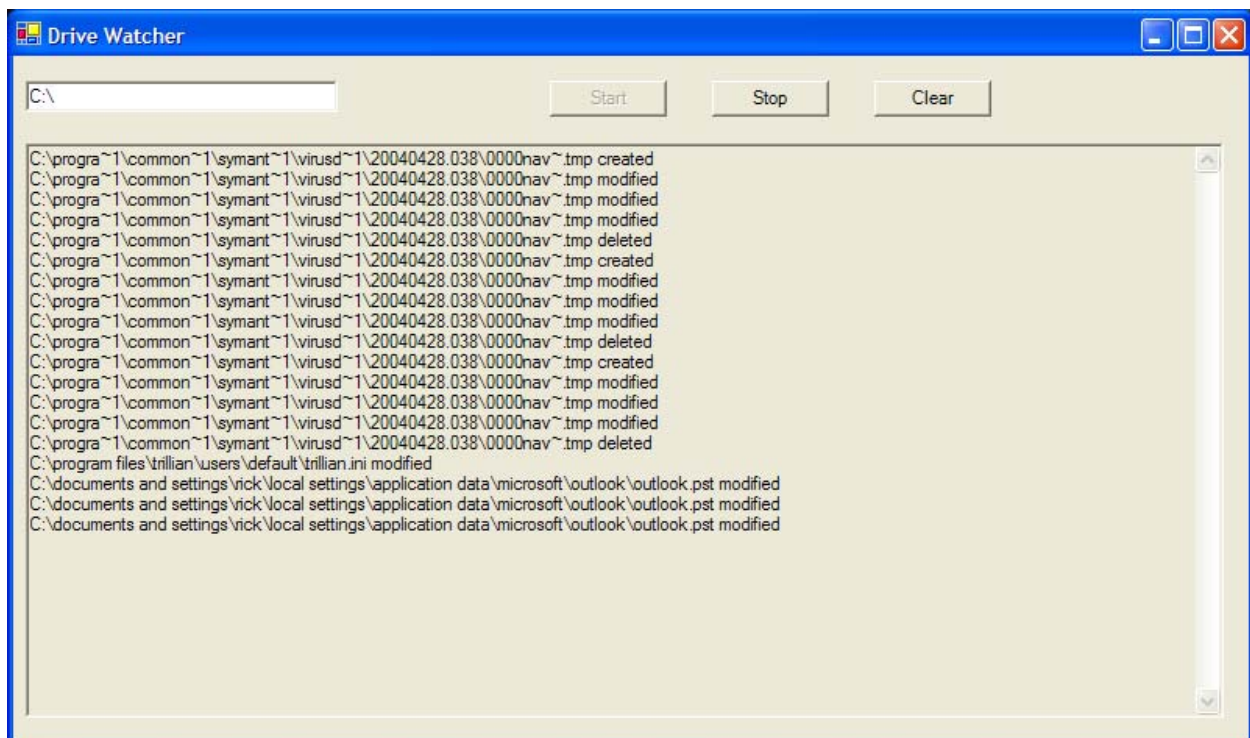 Drive Watcher
C:\
Start
Stop
Clear
C:\progra~1\common~1\symant~1\virusd~1\20040428.038\0000nav~.tmp created
C:\progra~1\common~1\symant~1\virusd~1\20040428.038\0000nav~.tmp modified
C:\progra~1\common~1\symant~1\virusd~1\20040428.038\0000nav~.tmp modified
C:\progra~1\common~1\symant~1\virusd~1\20040428.038\0000nav~.tmp modified
C:\progra~1\common~1\symant~1\virusd~1\20040428.038\0000nav~.tmp deleted
C:\progra~1\common~1\symant~1\virusd~1\20040428.038\0000nav~.tmp created
C:\progra~1\common~1\symant~1\virusd~1\20040428.038\0000nav~.tmp modified
C:\progra~1\common~1\symant~1\virusd~1\20040428.038\0000nav~.tmp modified
C:\progra~1\common~1\symant~1\virusd~1\20040428.038\0000nav~.tmp modified
C:\progra~1\common~1\symant~1\virusd~1\20040428.038\0000nav~.tmp deleted
C:\progra~1\common~1\symant~1\virusd~1\20040428.038\0000nav~.tmp created
C:\progra~1\common~1\symant~1\virusd~1\20040428.038\0000nav~.tmp modified
C:\progra~1\common~1\symant~1\virusd~1\20040428.038\0000nav~.tmp modified
C:\progra~1\common~1\symant~1\virusd~1\20040428.038\0000nav~.tmp modified
C:\progra~1\common~1\symant~1\virusd~1\20040428.038\0000nav~.tmp deleted
C:\program files\trillian\users\default\trillian.ini modified
C:\documents and settings\rick\local settings\application data\microsoft\outlook\outlook.pst modified
C:\documents and settings\rick\local settings\application data\microsoft\outlook\outlook.pst modified
C:\documents and settings\rick\local settings\application data\microsoft\outlook\outlook.pst modified